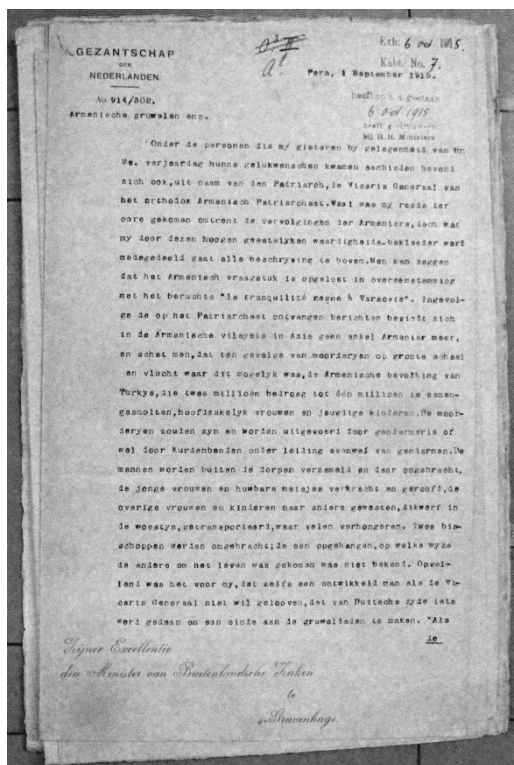 Exh: 6 oct 1915.
Kabt. No. 7.
GEZANTSCHAP
DER
NEDERLANDEN.
Pera, 1 September 1915.
No 914/302.
6 oct 1915
Armenische gruwelen enz.
Onder de personen die my gisteren by gelegenheid van Hr.
Ms. verjaardag hunne gelukwenschen kwamen aanbieden bevond
zich ook, uit naam van den Patriarch, de Vicaris Generaal van
het orthodox Armenisch Patriarchaat. Veel was my reeds ter
oore gekomen omtrent de vervolgingen der Armeniers, toch wat
my door dezen hoogen geestelyken waardigheids-bekleeder werd
medegedeeld gaat alle beschryving te boven. Men kan zeggen
dat het Armenisch vraagstuk is opgelost in overeenstemming
met het beruchte "la tranquilité regne à Varsovie". Ingevol-
ge de op het Patriarchaat ontvangen berichten bevindt zich
in de Armenische vilayets in Azie geen enkel Armenier meer,
en schat men, dat ten gevolge van moorderyen op groote schaal
en vlucht waar dit mogelyk was, de Armenische bevolking van
Turkye, die twee millioen bedroeg tot één millioen is samen-
gesmolten, hoofdzakelyk vrouwen en jeugdige kinderen. De moor-
deryen zouden zyn en worden uitgevoerd door gendarmerie of
wel door Kurdenbenden onder leiding evenwel van gendarmen. De
mannen worden buiten de dorpen verzameld en daar omgebracht,
de jonge vrouwen en huwbare meisjes verkracht en geroofd, de
overige vrouwen en kinderen naar andere gewesten, dikwerf in
de woestyn, getransporteerd, waar velen verhongeren. Twee bis-
schoppen werden omgebracht; de een opgehangen, op welke wyze
de andere om het leven was gekomen was niet bekend. Opval-
lend was het voor my, dat zelfs een ontwikkeld man als de Vi-
caris Generaal niet wil gelooven, dat van Duitsche zyde iets
werd gedaan om een einde aan de gruweldaden te maken. "Als
de
Zijner Excellentie
den Minister van Buitenlandsche Zaken
te
s-Gravenhage.